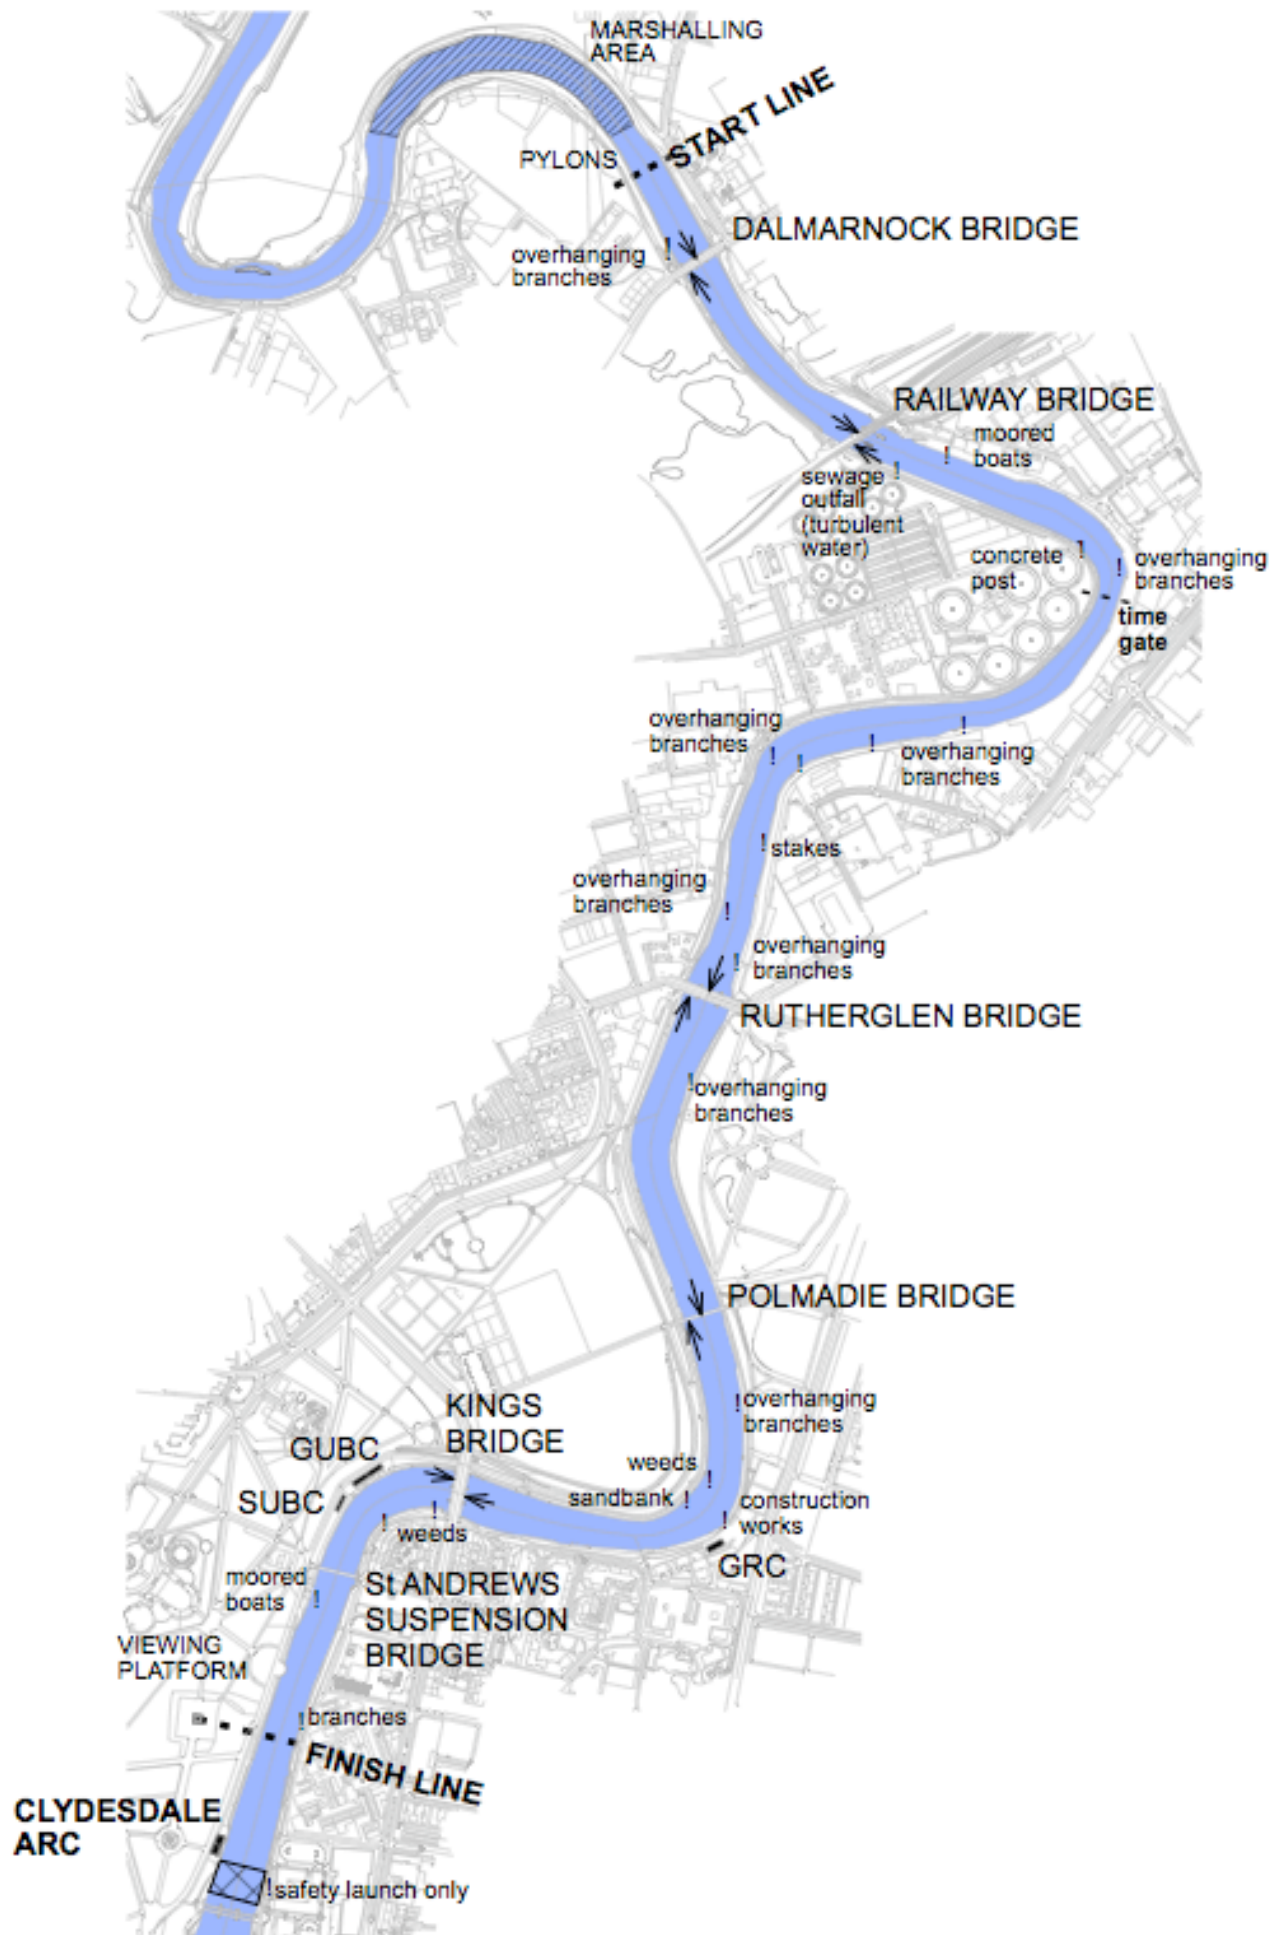 MARSHALLING
AREA
START LINE
PYLONS
DALMARNOCK BRIDGE
overhanging
branches
!
RAILWAY BRIDGE
moored
boats
!
!
sewage
outfall
(turbulent
water)
concrete
post
!
!
overhanging
branches
time
gate
overhanging
branches
!
!
!
!
overhanging
branches
!
stakes
overhanging
branches
!
!
overhanging
branches
RUTHERGLEN BRIDGE
!
overhanging
branches
POLMADIE BRIDGE
!
overhanging
branches
KINGS
BRIDGE
GUBC
SUBC
weeds
!
sandbank !
!
construction
works
GRC
!
!
weeds
moored
boats
!
St ANDREWS
SUSPENSION
BRIDGE
VIEWING
PLATFORM
!
branches
FINISH LINE
CLYDESDALE
ARC
!
safety launch only